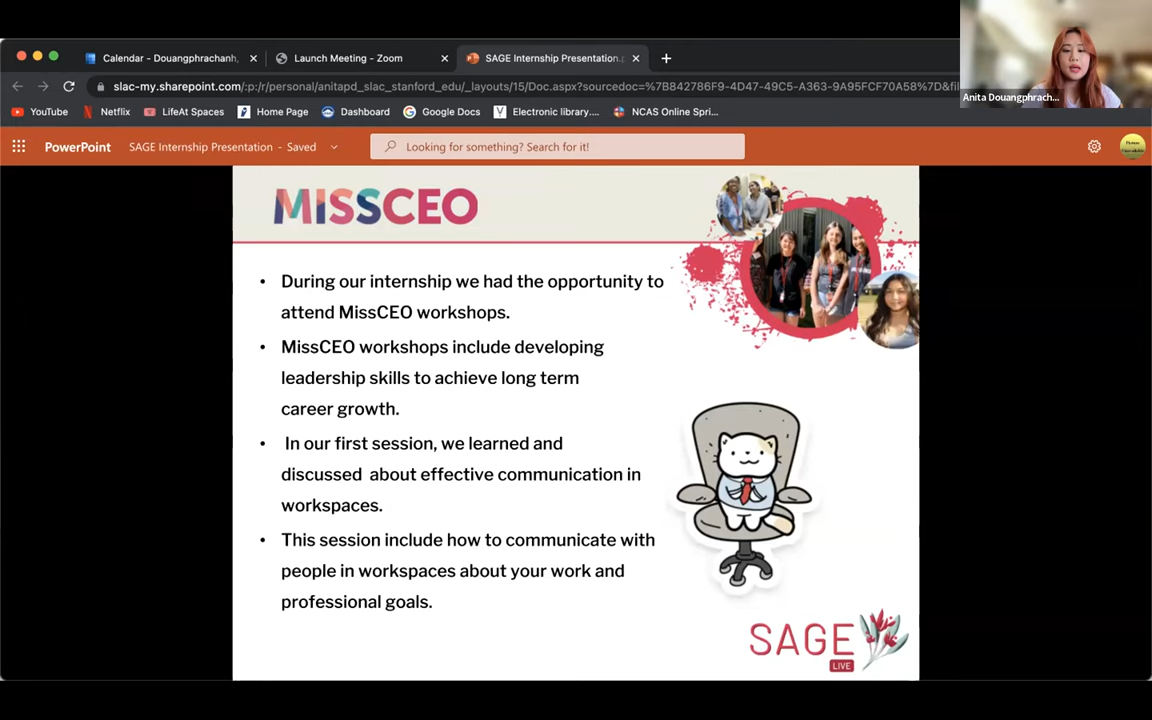 Calendar - Douangphrachanh,
Launch Meeting - Zoom
SAGE Internship Presentation.
slac-my.sharepoint.com/:p:/r/personal/anitapd_slac_stanford_edu/_layouts/15/Doc.aspx?sourcedoc=%7B842786F9-4D47-49C5-A363-9A95FCF70A58%7D&fil
Anita Douangphrach...
YouTube
Netflix
LifeAt Spaces
Home Page
Dashboard
Google Docs
Electronic library....
NCAS Online Spri...
PowerPoint
SAGE Internship Presentation - Saved
Looking for something? Search for it!
MISSCEO
• During our internship we had the opportunity to
attend MissCEO workshops.
• MissCEO workshops include developing
leadership skills to achieve long term
career growth.
• In our first session, we learned and
discussed about effective communication in
workspaces.
• This session include how to communicate with
people in workspaces about your work and
professional goals.
SAGE
LIVE